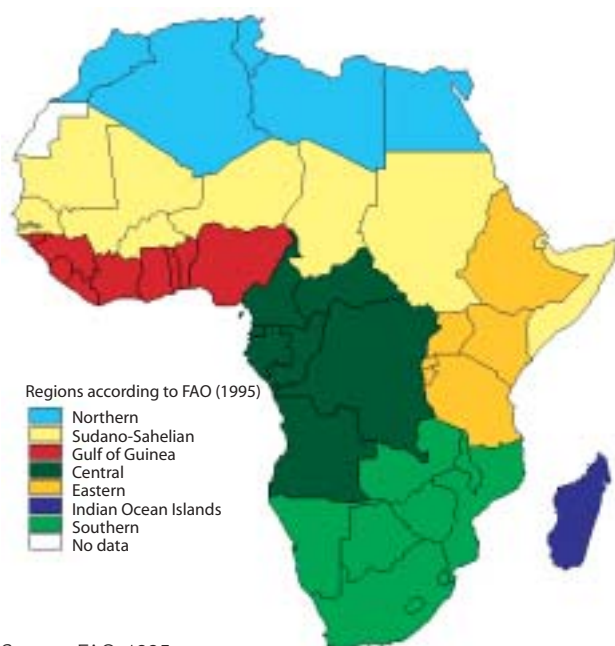 Regions according to FAO (1995)
Northern
Sudano-Sahelian
Gulf of Guinea
Central
Eastern
Indian Ocean Islands
Southern
No data